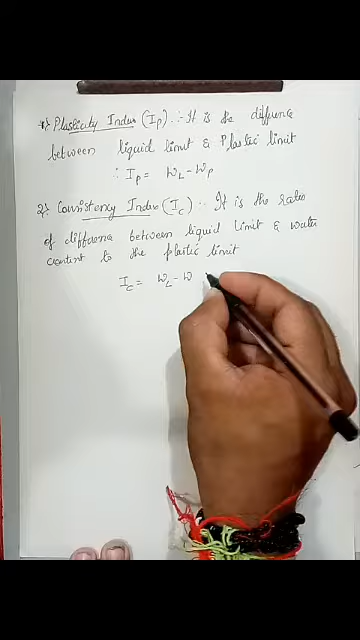 1) Plasticity Index (Ip) :- It is the diffrence
between liquid limit & Plastic limit
∴ Ip = WL - Wp
2) Consistency Index (Ic) :- It is the ratio
of difference between liquid limit & water
content to the plastic limit
Ic = WL - W